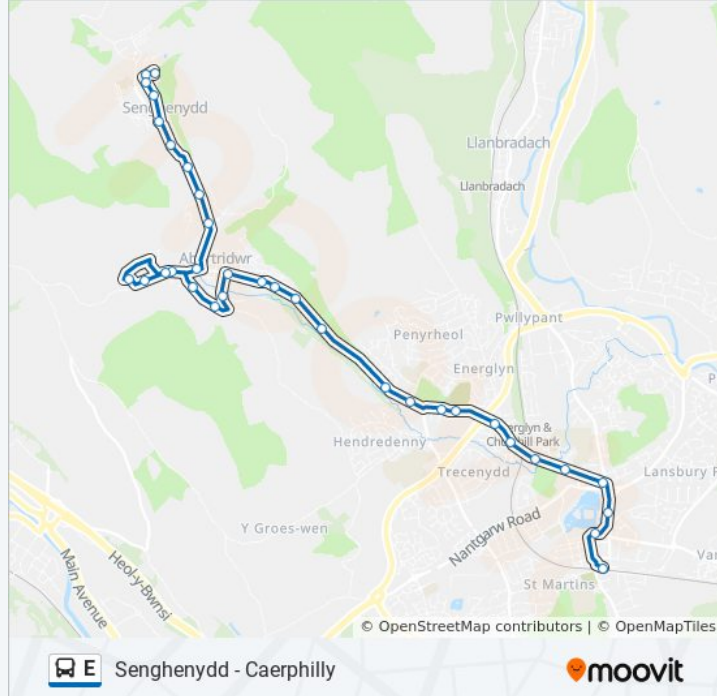 Senghenydd
Llanbradach
Llanbradach
Abertridwr
Pwllypant
Penyrheol
Energlyn
Energlyn &
Churchill Park
Hendredenny
Trecenydd
Lansbury
Y Groes-wen
Nantgarw Road
Heol-y-Bwnsi
Main Avenue
St Martins
© OpenStreetMap contributors | © OpenMapTiles
E Senghenydd - Caerphilly
moovit